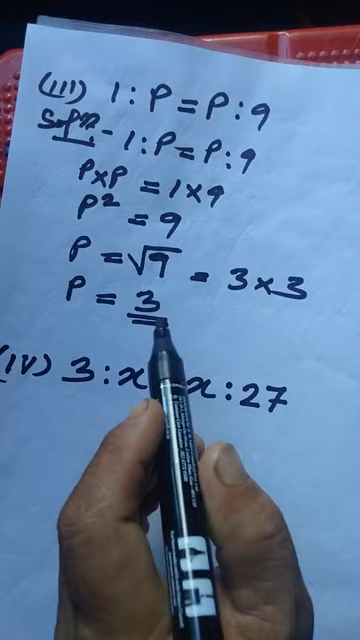 (III) 1:P = P:9
Solⁿ:- 1:P = P:9
P×P = 1×9
P² = 9
P = √9 = 3×3
P = 3
(IV) 3:x x:27